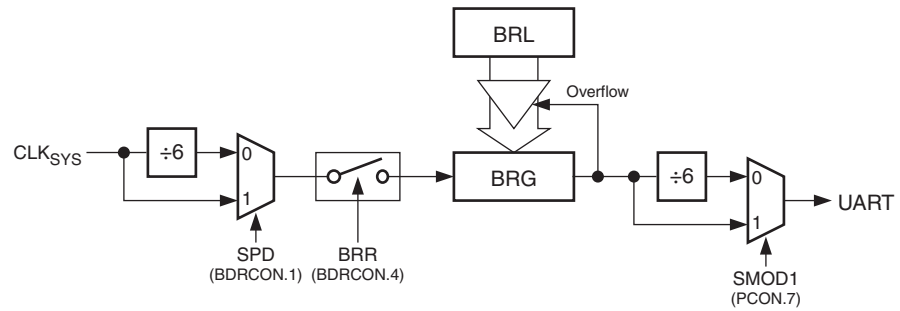 BRL
Overflow
CLKSYS
÷6
0
1
SPD
(BDRCON.1)
BRR
(BDRCON.4)
BRG
÷6
0
1
SMOD1
(PCON.7)
UART